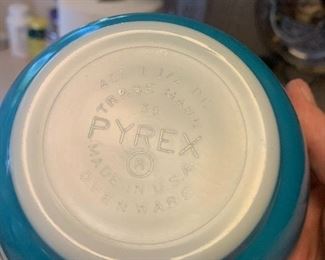 TRADE MARK
PYREX
®
MADE IN U.S.A.
OVENWARE